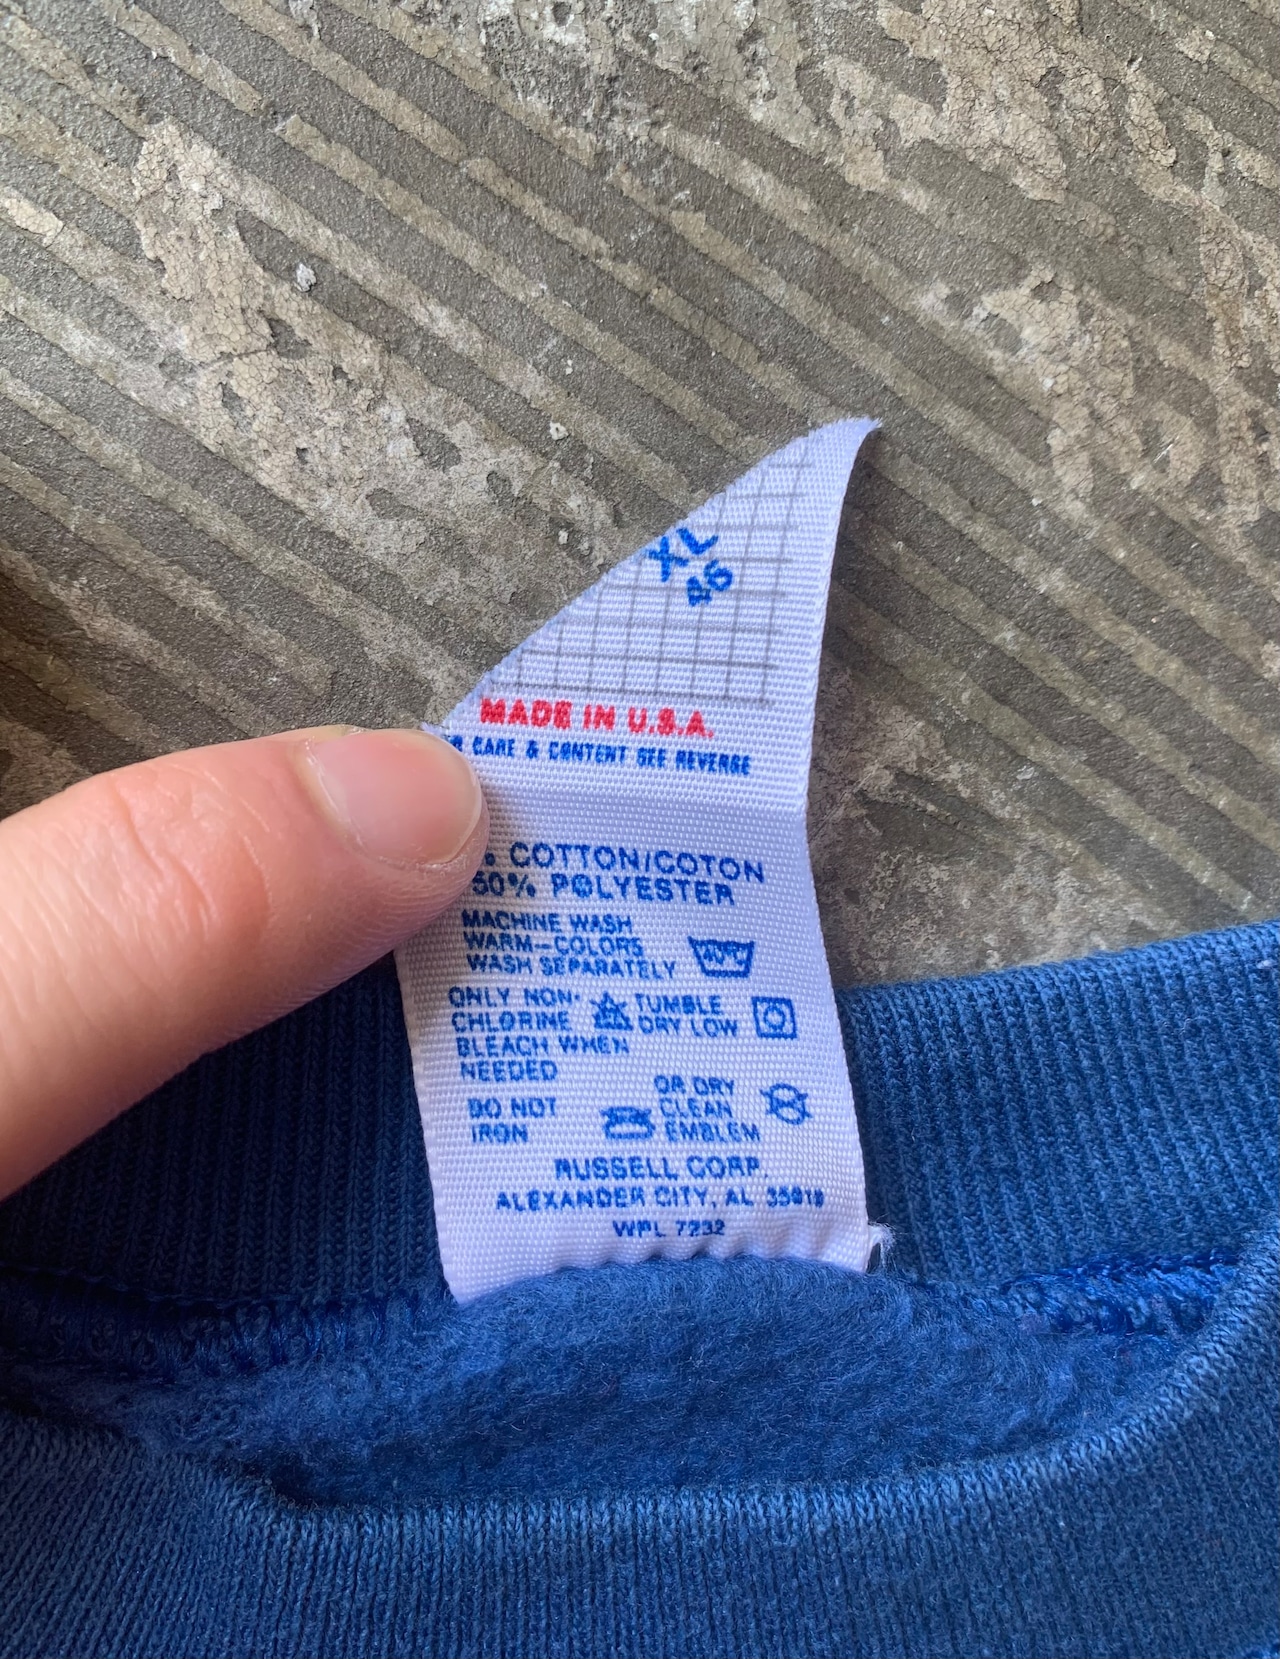 XL
46
MADE IN U.S.A.
CARE & CONTENT SEE REVERSE
% COTTON/COTON
50% POLYESTER
MACHINE WASH
WARM-COLORS
WASH SEPARATELY
40°C
ONLY NON-
CHLORINE
BLEACH WHEN
NEEDED
TUMBLE
DRY LOW
DO NOT
IRON
OR DRY
CLEAN
EMBLEM
RUSSELL CORP.
ALEXANDER CITY, AL 35010
WPL 7232